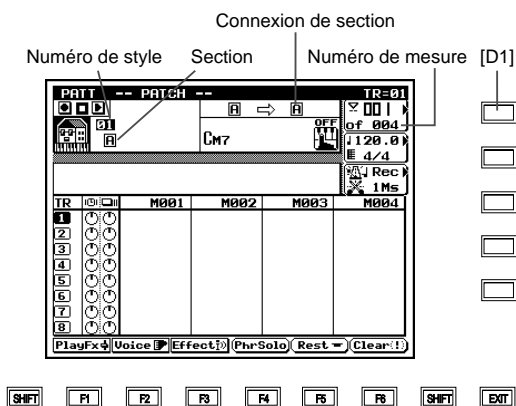 Connexion de section
Numéro de style Section Numéro de mesure [D1]
PATT -- PATCH TR=01
01 A A ⇨ A of 004
A CM7 OFF ♩120.0
4/4
♩ Rec
1Ms
TR M001 M002 M003 M004
1
2
3
4
5
6
7
8
PlayFx Voice Effect PhrSolo Rest Clear(!)
SHIFT F1 F2 F3 F4 F5 F6 SHIFT EXIT